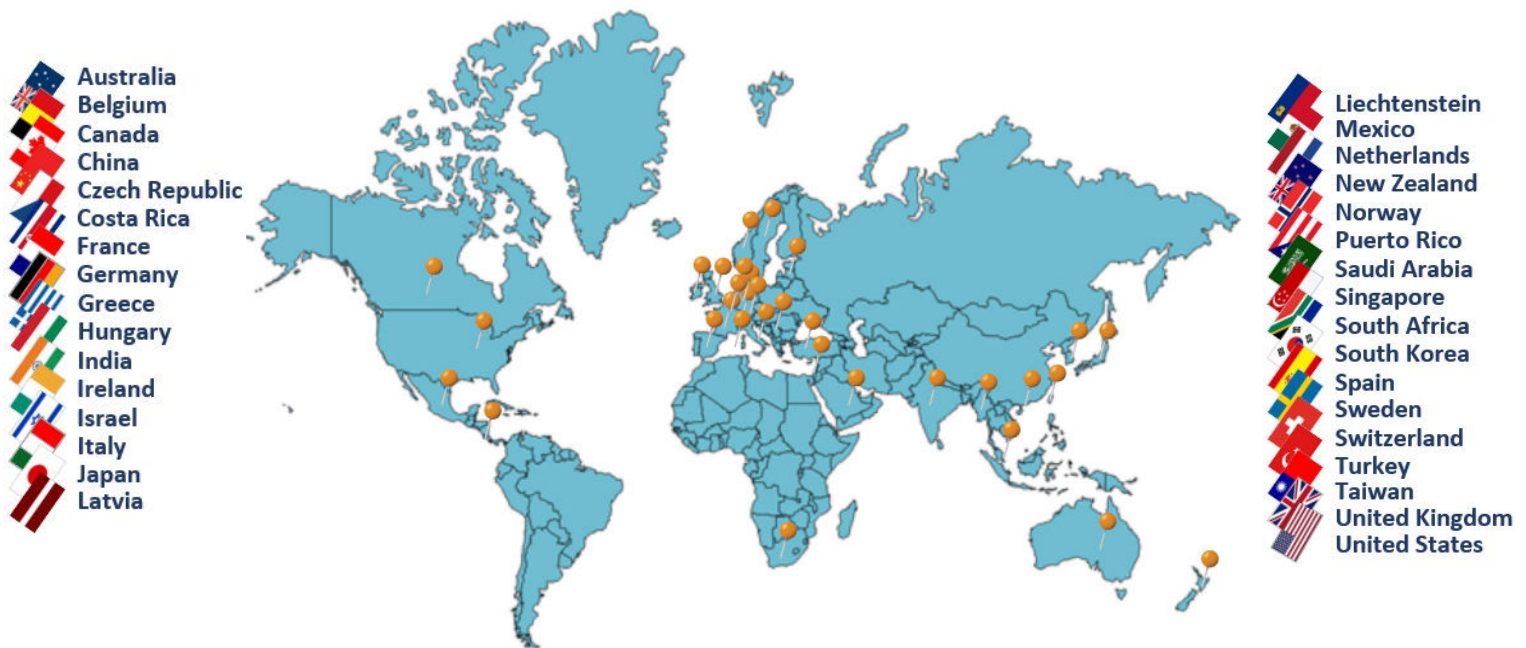 Australia
Belgium
Canada
China
Czech Republic
Costa Rica
France
Germany
Greece
Hungary
India
Ireland
Israel
Italy
Japan
Latvia
Liechtenstein
Mexico
Netherlands
New Zealand
Norway
Puerto Rico
Saudi Arabia
Singapore
South Africa
South Korea
Spain
Sweden
Switzerland
Turkey
Taiwan
United Kingdom
United States